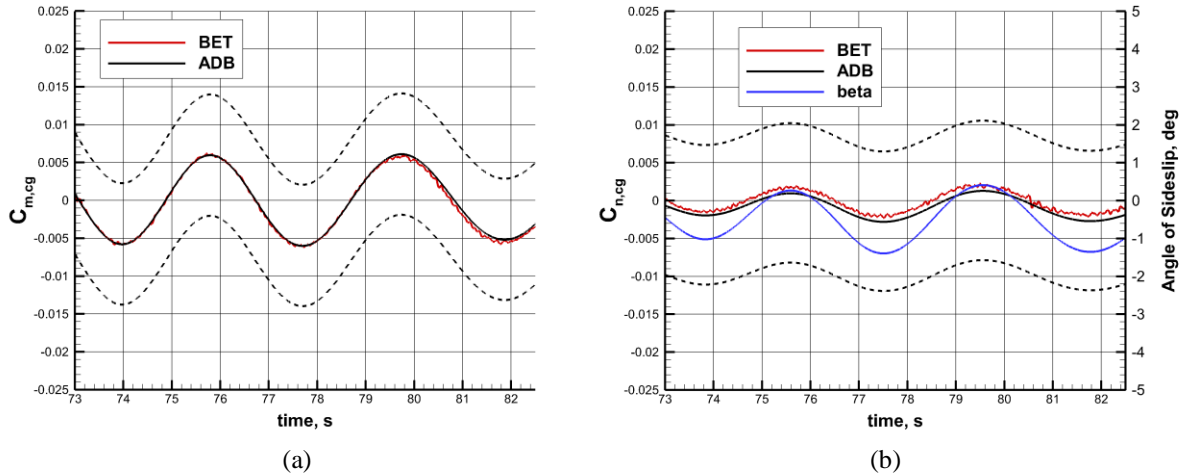 0.025
0.02
0.015
0.01
0.005
0
-0.005
-0.01
-0.015
-0.02
-0.025
C_m,cg
BET
ADB
73 74 75 76 77 78 79 80 81 82
time, s
(a)
0.025
0.02
0.015
0.01
0.005
0
-0.005
-0.01
-0.015
-0.02
-0.025
C_n,cg
BET
ADB
beta
5
4
3
2
1
0
-1
-2
-3
-4
-5
Angle of Sideslip, deg
73 74 75 76 77 78 79 80 81 82
time, s
(b)